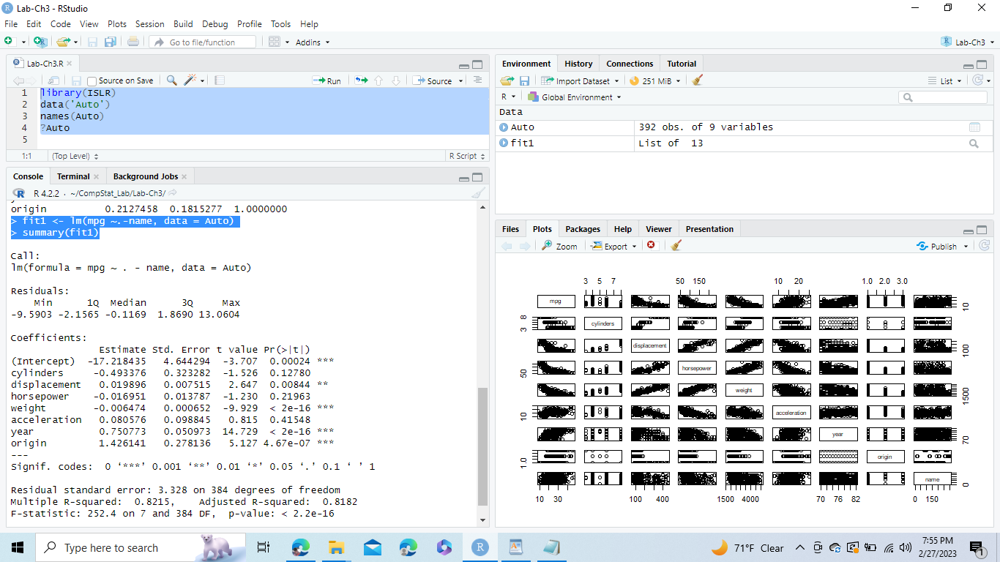 Lab-Ch3 - RStudio
File Edit Code View Plots Session Build Debug Profile Tools Help
Go to file/function Addins Lab-Ch3
Lab-Ch3.R
Source on Save Run Source
1 library(ISLR)
2 data('Auto')
3 names(Auto)
4 ?Auto
5
1:1 (Top Level) R Script
Console Terminal Background Jobs
R 4.2.2 · ~/CompStat_Lab/Lab-Ch3/
origin 0.2127458 0.1815277 1.0000000
> fit1 <- lm(mpg ~.-name, data = Auto)
> summary(fit1)
Call:
lm(formula = mpg ~ . - name, data = Auto)
Residuals:
Min 1Q Median 3Q Max
-9.5903 -2.1565 -0.1169 1.8690 13.0604
Coefficients:
Estimate Std. Error t value Pr(>|t|)
(Intercept) -17.218435 4.644294 -3.707 0.00024 ***
cylinders -0.493376 0.323282 -1.526 0.12780
displacement 0.019896 0.007515 2.647 0.00844 **
horsepower -0.016951 0.013787 -1.230 0.21963
weight -0.006474 0.000652 -9.929 < 2e-16 ***
acceleration 0.080576 0.098845 0.815 0.41548
year 0.750773 0.050973 14.729 < 2e-16 ***
origin 1.426141 0.278136 5.127 4.67e-07 ***
---
Signif. codes: 0 ‘***’ 0.001 ‘**’ 0.01 ‘*’ 0.05 ‘.’ 0.1 ‘ ’ 1
Residual standard error: 3.328 on 384 degrees of freedom
Multiple R-squared: 0.8215, Adjusted R-squared: 0.8182
F-statistic: 252.4 on 7 and 384 DF, p-value: < 2.2e-16
Environment History Connections Tutorial
Import Dataset 251 MiB List
R Global Environment
Data
Auto 392 obs. of 9 variables
fit1 List of 13
Files Plots Packages Help Viewer Presentation
Zoom Export Publish
3 5 7 50 150 10 20 1.0 2.0 3.0
mpg 10
3 8 cylinders
displacement 100
50 horsepower
weight 1500
10 acceleration
year 70
1.0 origin
name 0
10 30 100 400 1500 4000 70 76 82 0 150
Type here to search
71°F Clear
7:55 PM
2/27/2023
1